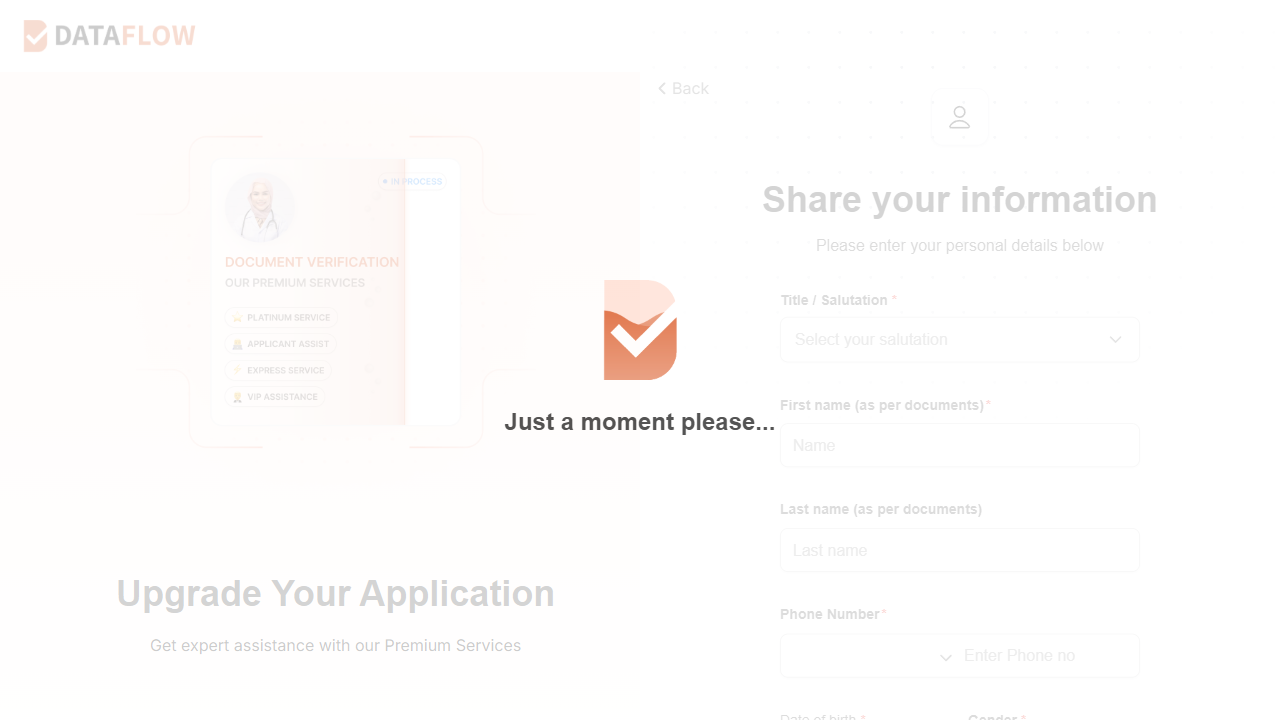 DATAFLOW
Back
IN PROCESS
DOCUMENT VERIFICATION
OUR PREMIUM SERVICES
PLATINUM SERVICE
APPLICANT ASSIST
EXPRESS SERVICE
VIP ASSISTANCE
Upgrade Your Application
Get expert assistance with our Premium Services
Just a moment please...
Share your information
Please enter your personal details below
Title / Salutation *
Select your salutation
First name (as per documents)*
Name
Last name (as per documents)
Last name
Phone Number*
Enter Phone no
Date of birth * Gender *